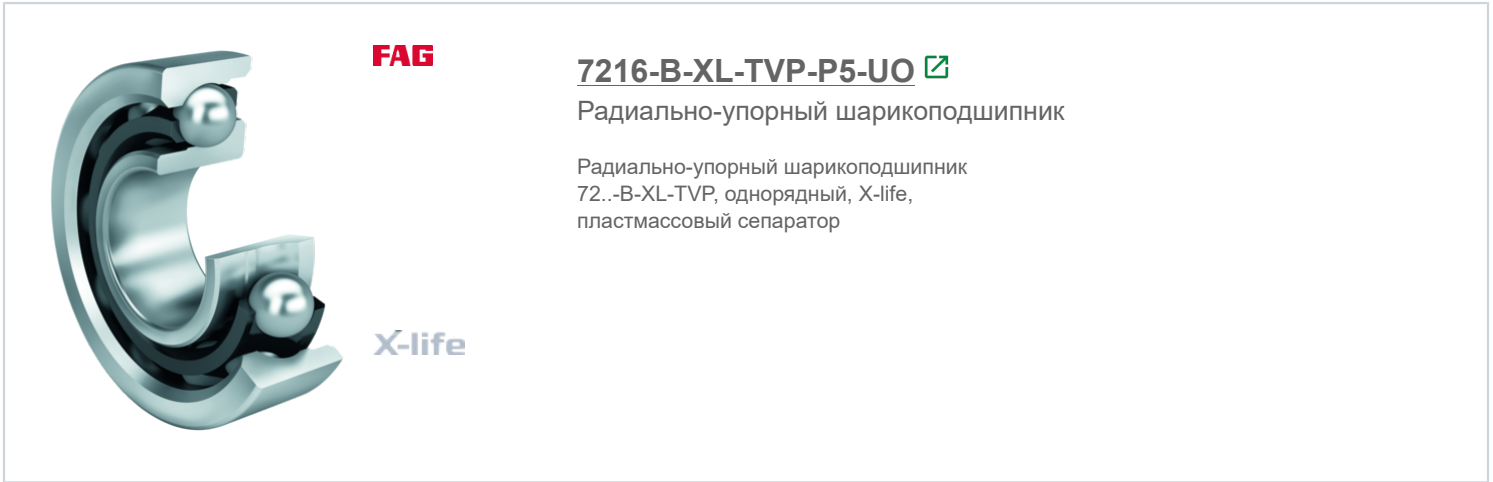 FAG
7216-B-XL-TVP-P5-UO
Радиально-упорный шарикоподшипник
Радиально-упорный шарикоподшипник
72..-B-XL-TVP, однорядный, X-life,
пластмассовый сепаратор
X-life